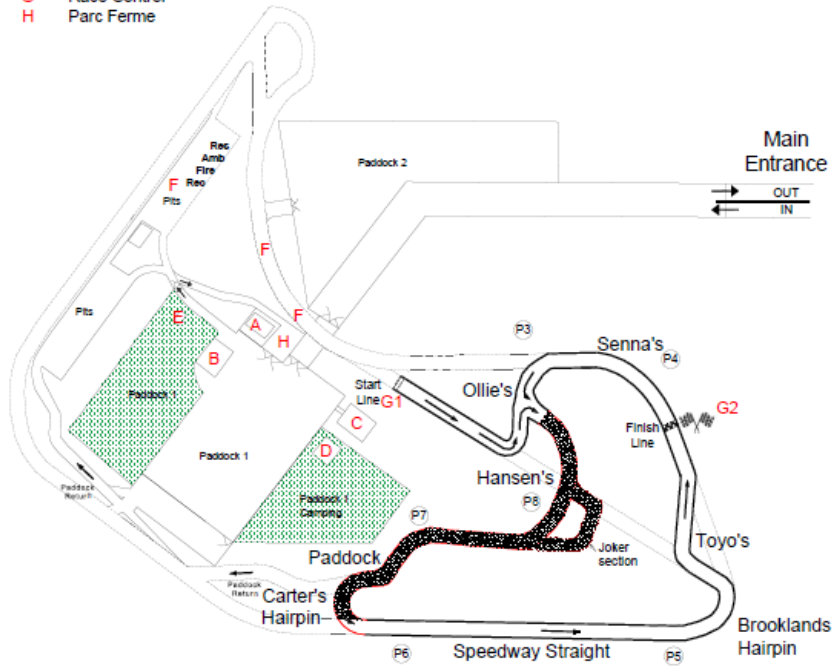 H Parc Ferme
Main
Entrance
OUT
IN
Paddock 2
Res
Amb
Fire
Rec
F
Pits
F
F
Pits
E
A
H
B
Paddock 1
Paddock 1
Start
Line
G1
C
D
Paddock 1
Camping
P3
Senna's
P4
Ollie's
G2
Finish
Line
Hansen's
P8
P7
Toyo's
Joker
section
Paddock
Paddock
Return
Paddock
Return
Carter's
Hairpin
Brooklands
Hairpin
Speedway Straight
P6
P5